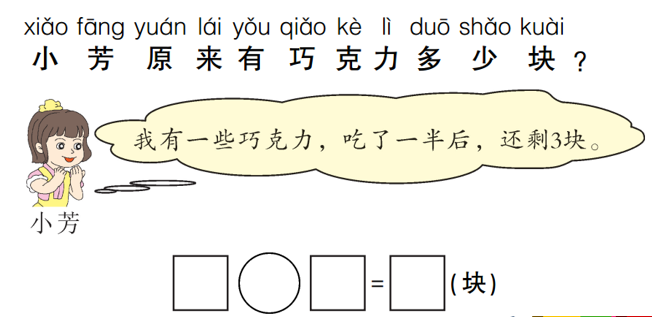 xiǎo fāng yuán lái yǒu qiǎo kè lì duō shǎo kuài
小芳原来有巧克力多少块?
我有一些巧克力，吃了一半后，还剩3块。
小芳
=(块)